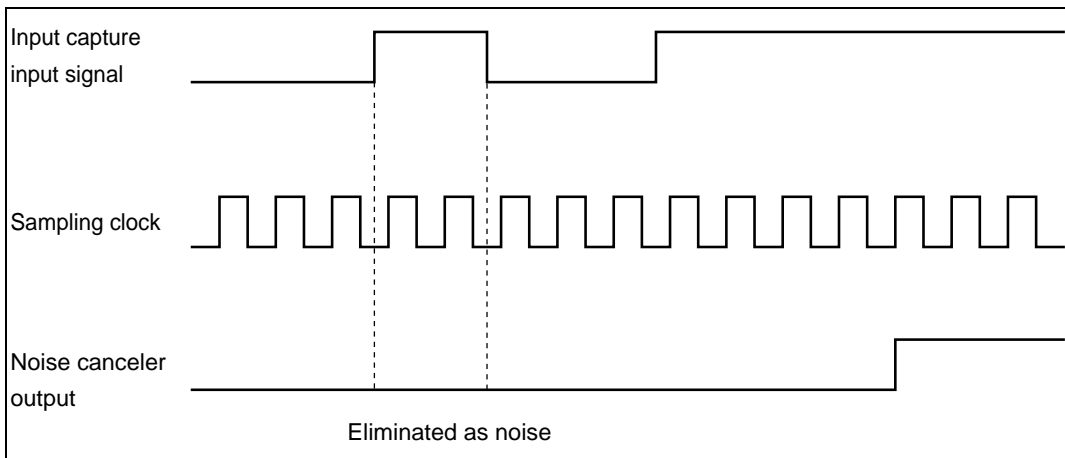 Input capture
input signal
Sampling clock
Noise canceler
output
Eliminated as noise